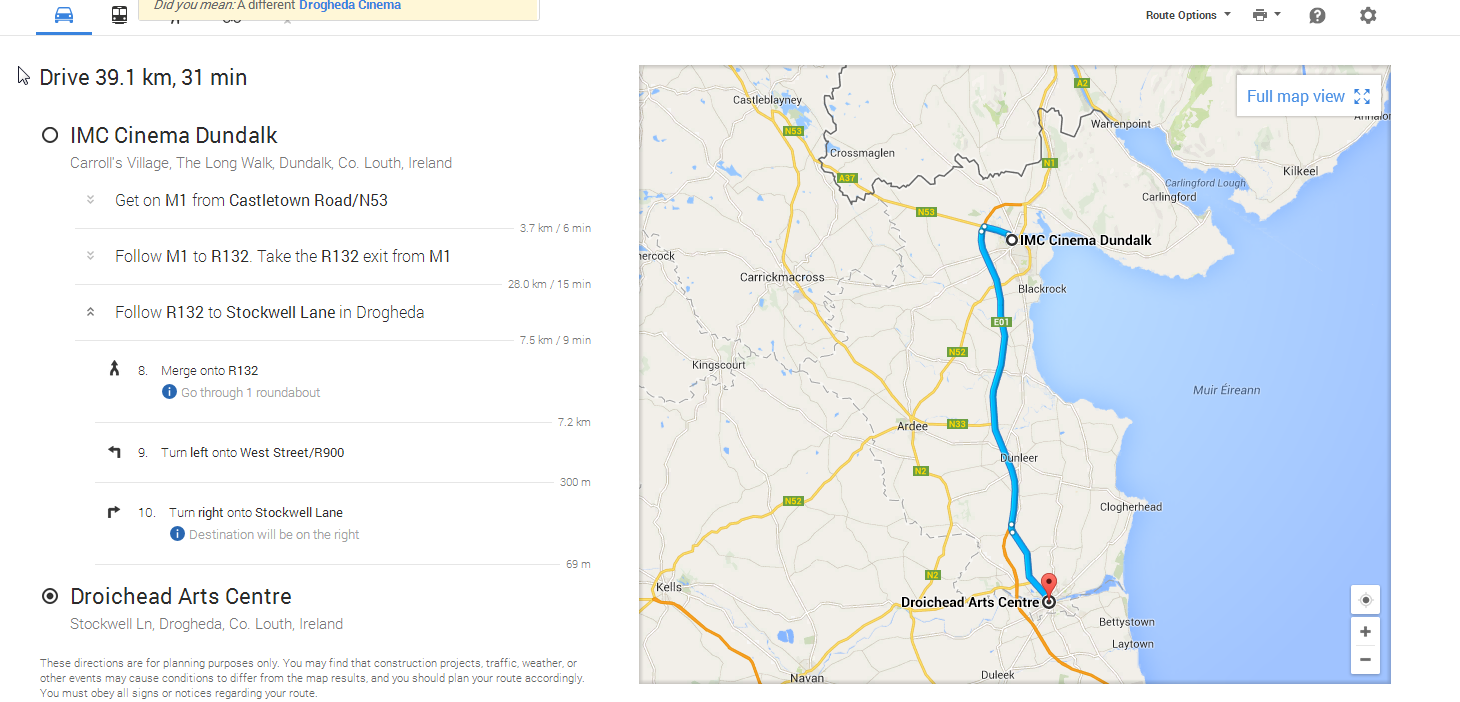 Did you mean: A different Drogheda Cinema
Route Options
Drive 39.1 km, 31 min
IMC Cinema Dundalk
Carroll's Village, The Long Walk, Dundalk, Co. Louth, Ireland
Get on M1 from Castletown Road/N53
3.7 km / 6 min
Follow M1 to R132. Take the R132 exit from M1
28.0 km / 15 min
Follow R132 to Stockwell Lane in Drogheda
7.5 km / 9 min
8. Merge onto R132
Go through 1 roundabout
7.2 km
9. Turn left onto West Street/R900
300 m
10. Turn right onto Stockwell Lane
Destination will be on the right
69 m
Droichead Arts Centre
Stockwell Ln, Drogheda, Co. Louth, Ireland
These directions are for planning purposes only. You may find that construction projects, traffic, weather, or
other events may cause conditions to differ from the map results, and you should plan your route accordingly.
You must obey all signs or notices regarding your route.
Full map view
A2
Castleblayney
Warrenpoint
N53
Crossmaglen
N1
Kilkeel
A37
Carlingford Lough
Carlingford
N53
IMC Cinema Dundalk
Carrickmacross
Blackrock
E01
N52
Kingscourt
Muir Éireann
Ardee
N33
Dunleer
N2
N52
Clogherhead
N2
Kells
Droichead Arts Centre
Bettystown
Laytown
Navan
Duleek